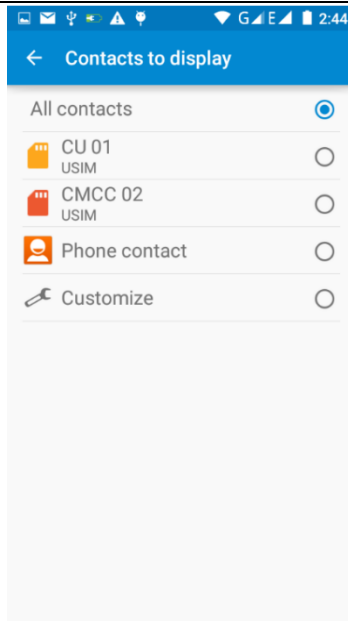 G E 2:44
Contacts to display
All contacts
CU 01
USIM
CMCC 02
USIM
Phone contact
Customize